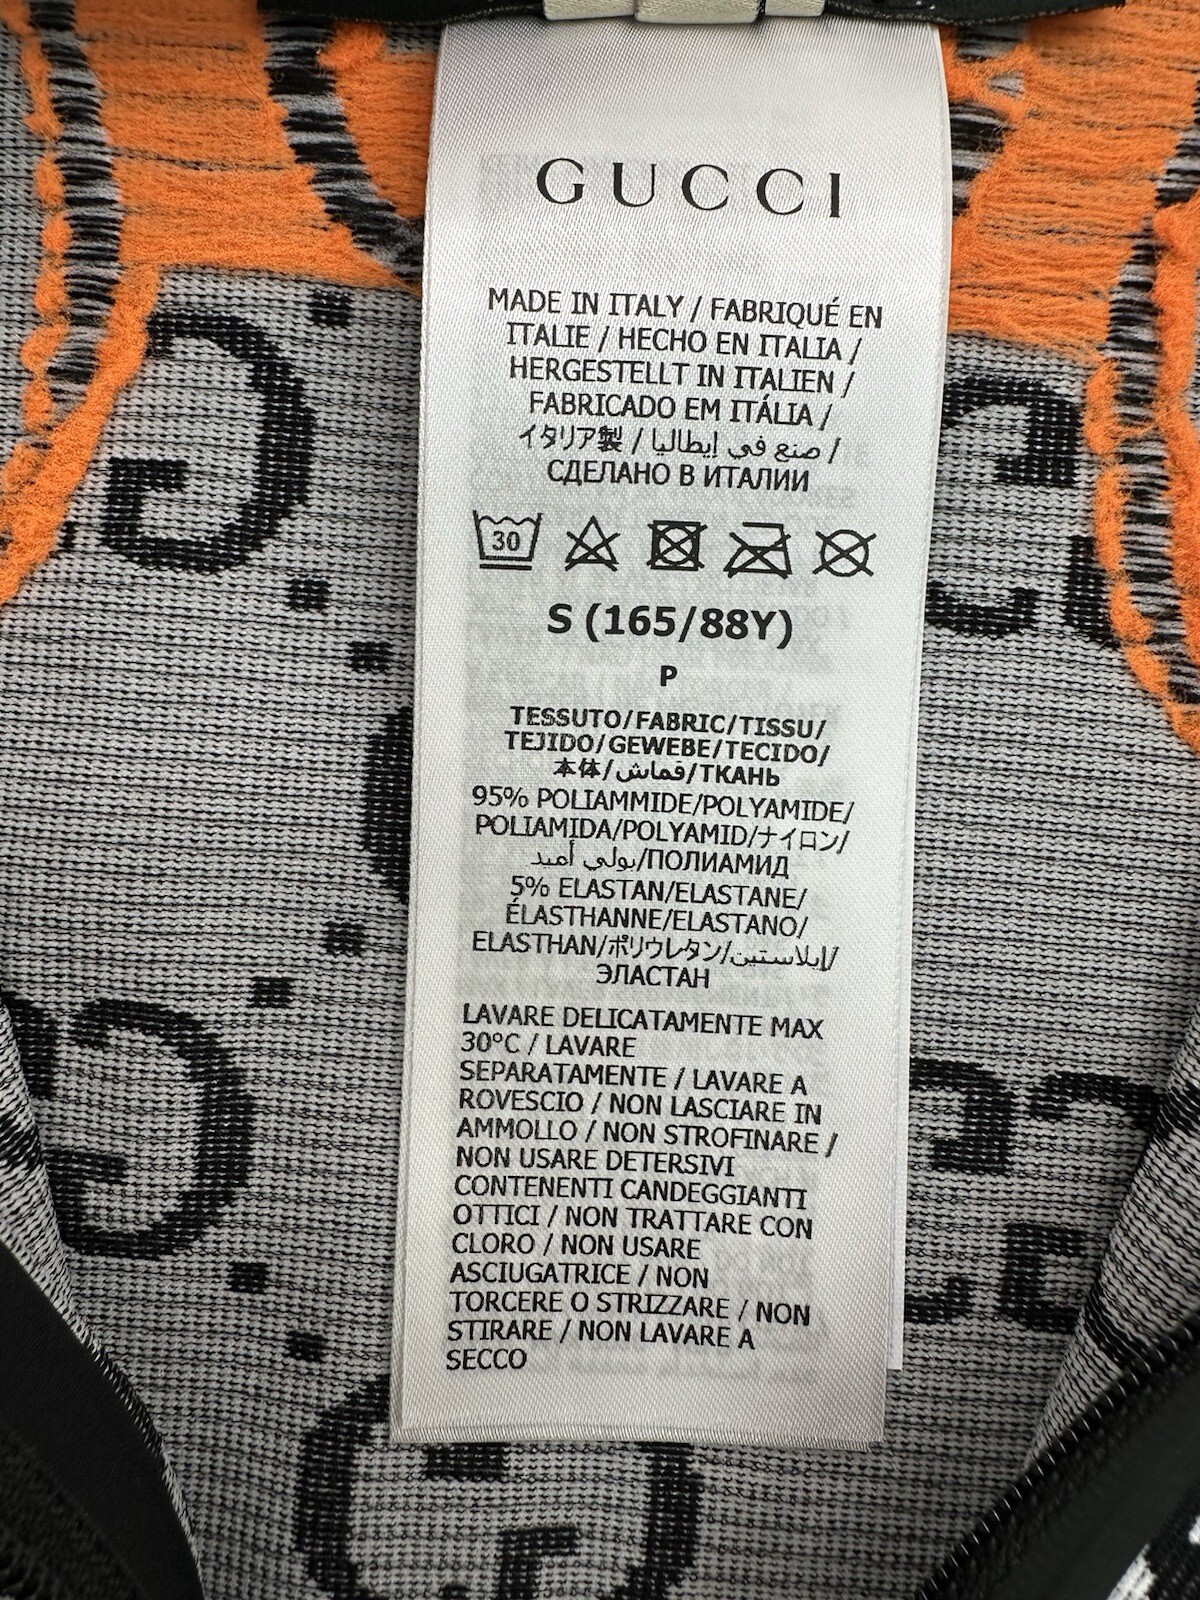 GUCCI
MADE IN ITALY / FABRIQUÉ EN
ITALIE / HECHO EN ITALIA /
HERGESTELLT IN ITALIEN /
FABRICADO EM ITÁLIA /
イタリア製 / صنع في إيطاليا /
СДЕЛАНО В ИТАЛИИ
30
S (165/88Y)
P
TESSUTO/FABRIC/TISSU/
TEJIDO/GEWEBE/TECIDO/
本体/قماش/ТКАНЬ
95% POLIAMMIDE/POLYAMIDE/
POLIAMIDA/POLYAMID/ナイロン/
بولي أميد/ПОЛИАМИД
5% ELASTAN/ELASTANE/
ÉLASTHANNE/ELASTANO/
ELASTHAN/ポリウレタン/إيلاستين/
ЭЛАСТАН
LAVARE DELICATAMENTE MAX
30°C / LAVARE
SEPARATAMENTE / LAVARE A
ROVESCIO / NON LASCIARE IN
AMMOLLO / NON STROFINARE /
NON USARE DETERSIVI
CONTENENTI CANDEGGIANTI
OTTICI / NON TRATTARE CON
CLORO / NON USARE
ASCIUGATRICE / NON
TORCERE O STRIZZARE / NON
STIRARE / NON LAVARE A
SECCO